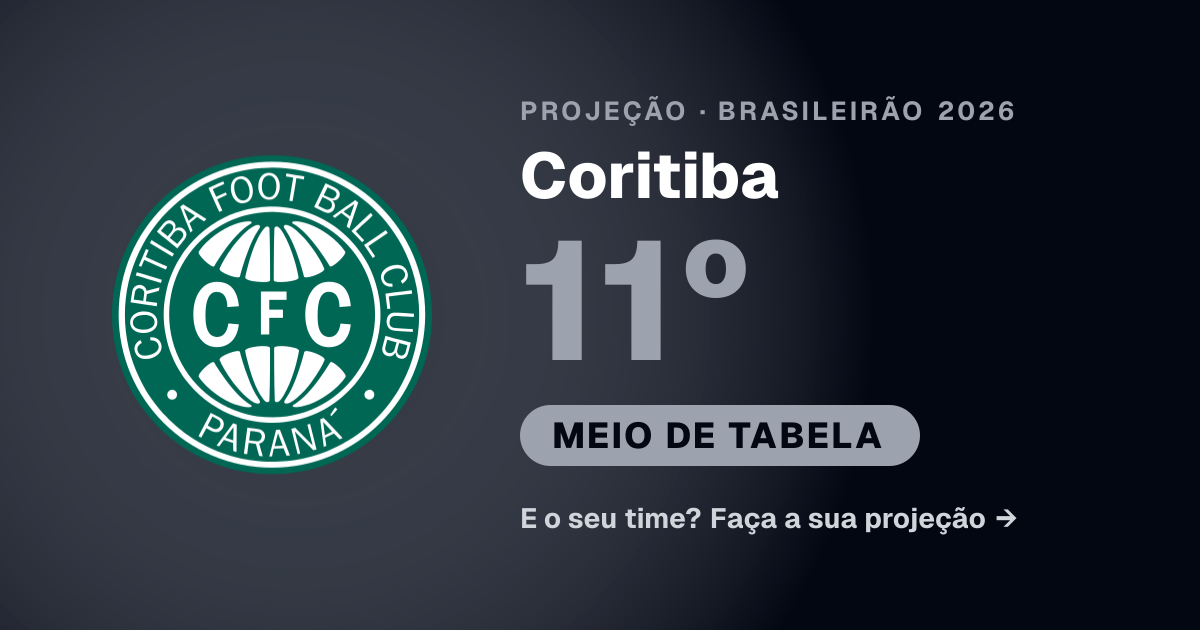 CORITIBA FOOT BALL CLUB
CFC
• PARANÁ •
PROJEÇÃO · BRASILEIRÃO 2026
Coritiba
11º
MEIO DE TABELA
E o seu time? Faça a sua projeção →